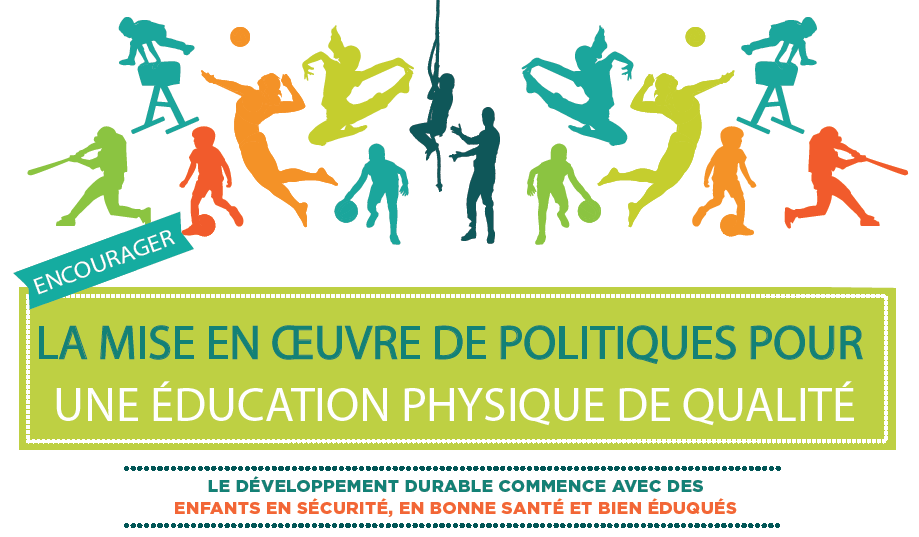 ENCOURAGER
LA MISE EN ŒUVRE DE POLITIQUES POUR
UNE ÉDUCATION PHYSIQUE DE QUALITÉ
LE DÉVELOPPEMENT DURABLE COMMENCE AVEC DES
ENFANTS EN SÉCURITÉ, EN BONNE SANTÉ ET BIEN ÉDUQUÉS